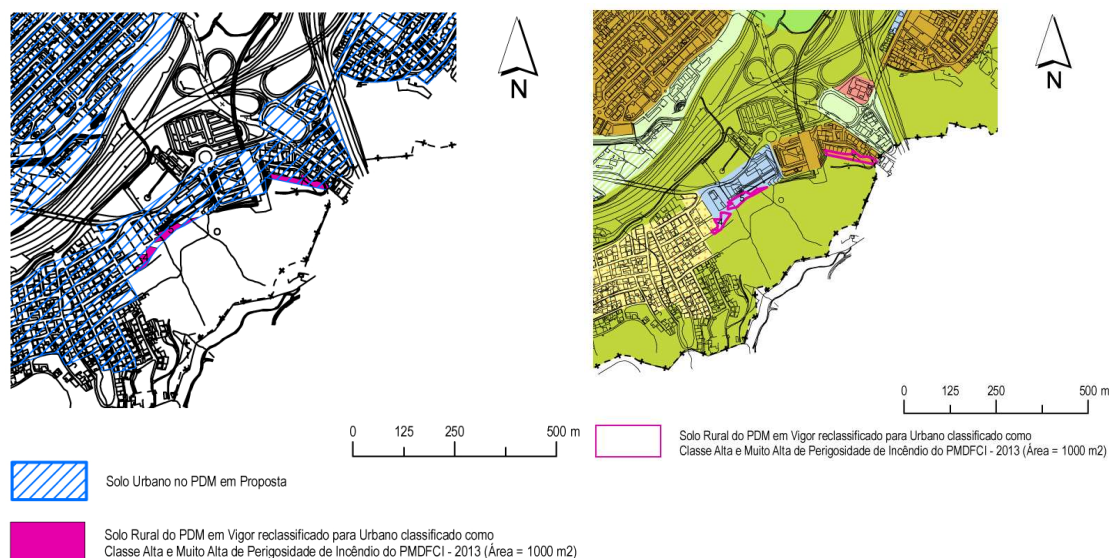 N
0 125 250 500 m
Solo Urbano no PDM em Proposta
Solo Rural do PDM em Vigor reclassificado para Urbano classificado como
Classe Alta e Muito Alta de Perigosidade de Incêndio do PMDFCI - 2013 (Área = 1000 m2)
N
0 125 250 500 m
Solo Rural do PDM em Vigor reclassificado para Urbano classificado como
Classe Alta e Muito Alta de Perigosidade de Incêndio do PMDFCI - 2013 (Área = 1000 m2)